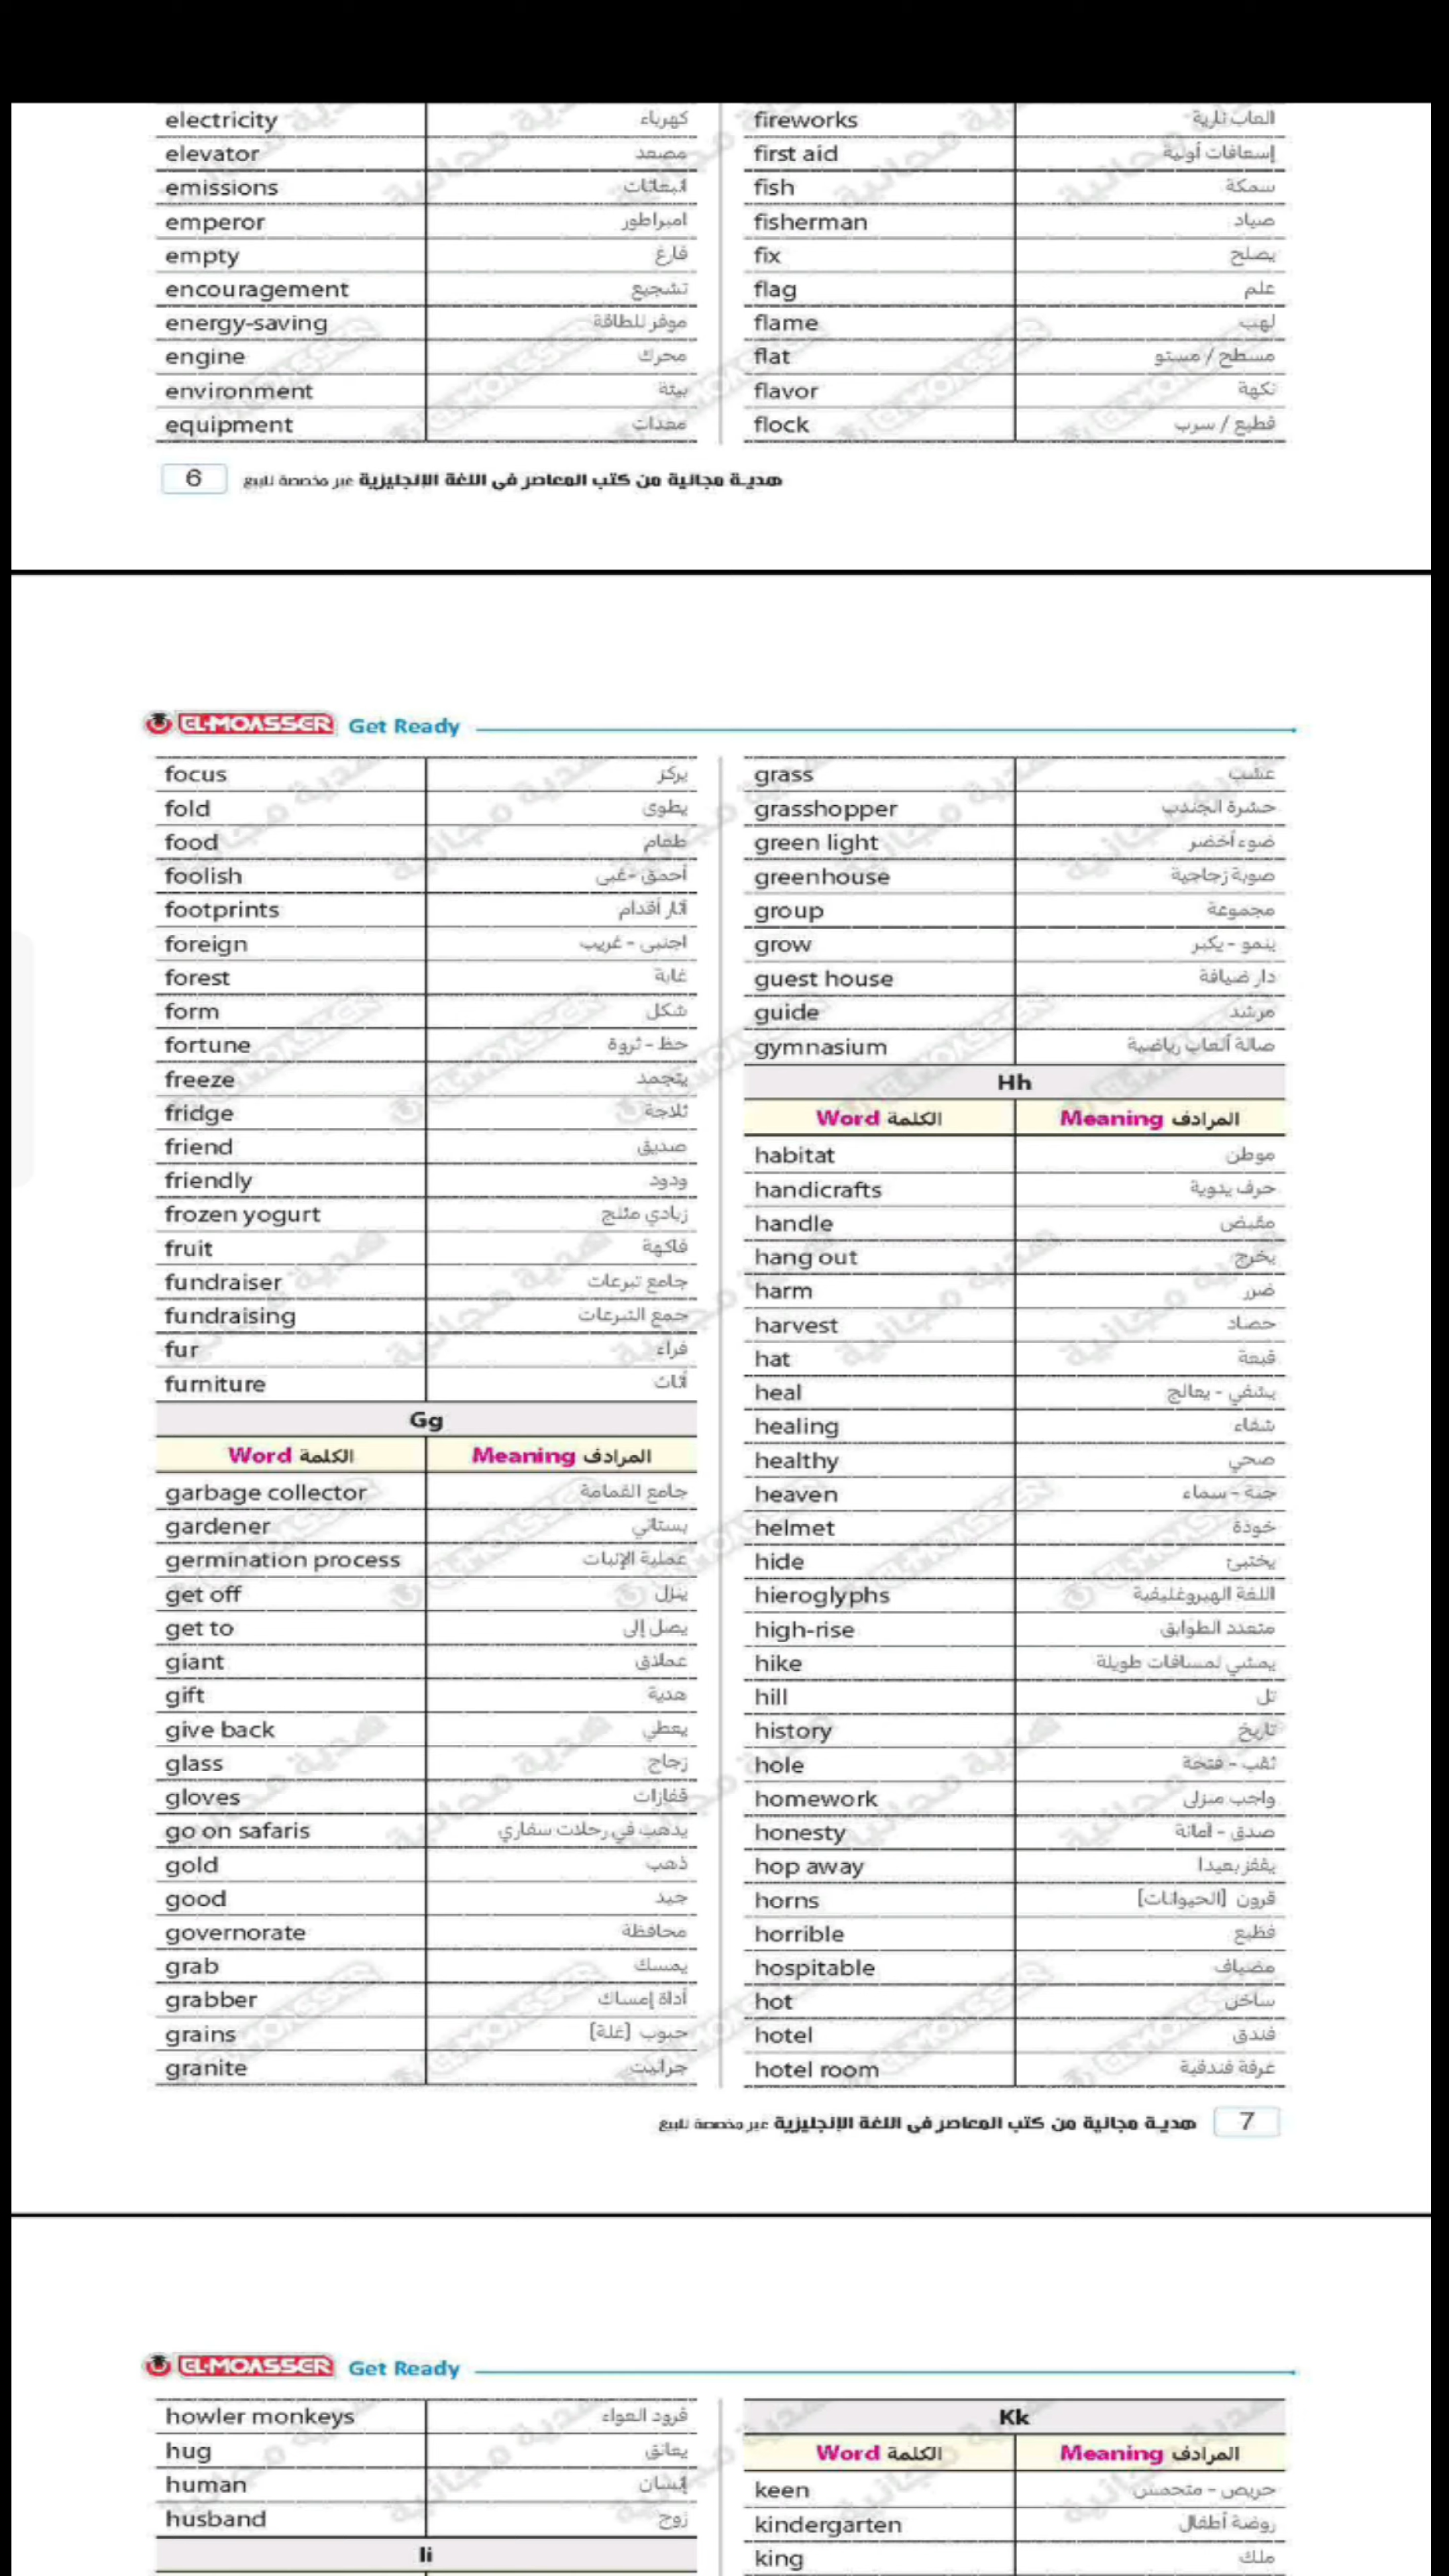 electricity كهرباء
elevator مصعد
emissions انبعاثات
emperor امبراطور
empty فارغ
encouragement تشجيع
energy-saving موفر للطاقة
engine محرك
environment بيئة
equipment معدات
fireworks العاب نارية
first aid إسعافات أولية
fish سمكة
fisherman صياد
fix يصلح
flag علم
flame لهب
flat مسطح / مستو
flavor نكهة
flock قطيع / سرب
6 هدية مجانية من كتب المعاصر فى اللغة الإنجليزية غير مخصصة للبيع
EL-MOASSER Get Ready
focus يركز
fold يطوى
food طعام
foolish أحمق - غبى
footprints آثار أقدام
foreign اجنبى - غريب
forest غابة
form شكل
fortune حظ - ثروة
freeze يتجمد
fridge ثلاجة
friend صديق
friendly ودود
frozen yogurt زبادي مثلج
fruit فاكهة
fundraiser جامع تبرعات
fundraising جمع التبرعات
fur فراء
furniture أثاث
Gg
Word الكلمة Meaning المرادف
garbage collector جامع القمامة
gardener بستاني
germination process عملية الإنبات
get off ينزل
get to يصل إلى
giant عملاق
gift هدية
give back يعطي
glass زجاج
gloves قفازات
go on safaris يذهب في رحلات سفاري
gold ذهب
good جيد
governorate محافظة
grab يمسك
grabber أداة إمساك
grains حبوب [غلة]
granite جرانيت
grass عشب
grasshopper حشرة الجندب
green light ضوء أخضر
greenhouse صوبة زجاجية
group مجموعة
grow ينمو - يكبر
guest house دار ضيافة
guide مرشد
gymnasium صالة ألعاب رياضية
Hh
Word الكلمة Meaning المرادف
habitat موطن
handicrafts حرف يدوية
handle مقبض
hang out يخرج
harm ضرر
harvest حصاد
hat قبعة
heal يشفي - يعالج
healing شفاء
healthy صحي
heaven جنة - سماء
helmet خوذة
hide يختبئ
hieroglyphs اللغة الهيروغليفية
high-rise متعدد الطوابق
hike يمشي لمسافات طويلة
hill تل
history تاريخ
hole ثقب - فتحة
homework واجب منزلى
honesty صدق - أمانة
hop away يقفز بعيدا
horns قرون [الحيوانات]
horrible فظيع
hospitable مضياف
hot ساخن
hotel فندق
hotel room غرفة فندقية
هدية مجانية من كتب المعاصر فى اللغة الإنجليزية غير مخصصة للبيع 7
EL-MOASSER Get Ready
howler monkeys قرود العواء
hug يعانق
human إنسان
husband زوج
Ii
Kk
Word الكلمة Meaning المرادف
keen حريص - متحمس
kindergarten روضة أطفال
king ملك